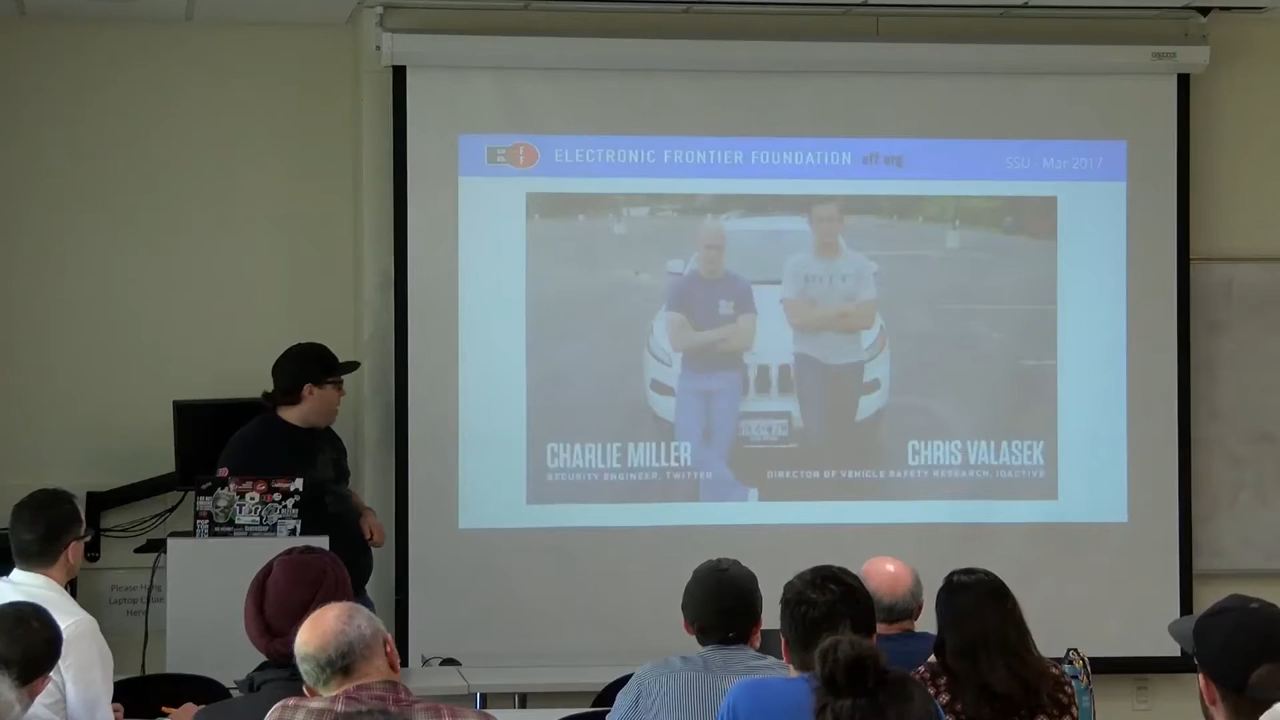 ELECTRONIC FRONTIER FOUNDATION eff.org
SSU - Mar 2017
CHARLIE MILLER
SECURITY ENGINEER, TWITTER
CHRIS VALASEK
DIRECTOR OF VEHICLE SAFETY RESEARCH, IOACTIVE
Please Hang
Laptop Cable
Here